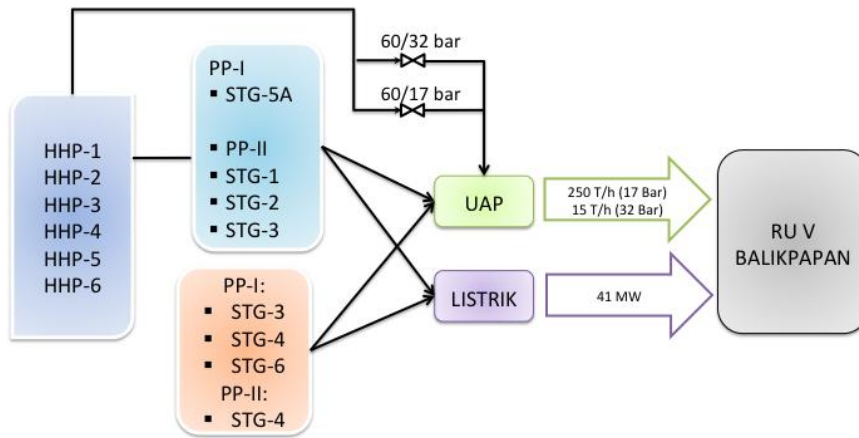 60/32 bar
60/17 bar
HHP-1
HHP-2
HHP-3
HHP-4
HHP-5
HHP-6
PP-I
▪ STG-5A
▪ PP-II
▪ STG-1
▪ STG-2
▪ STG-3
PP-I:
▪ STG-3
▪ STG-4
▪ STG-6
PP-II:
▪ STG-4
UAP
LISTRIK
250 T/h (17 Bar)
15 T/h (32 Bar)
41 MW
RU V
BALIKPAPAN